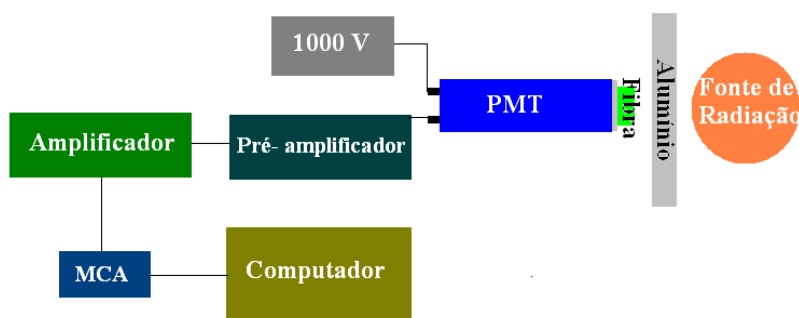 1000 V
PMT
Fibra
Alumínio
Fonte de
Radiação
Amplificador
Pré- amplificador
MCA
Computador